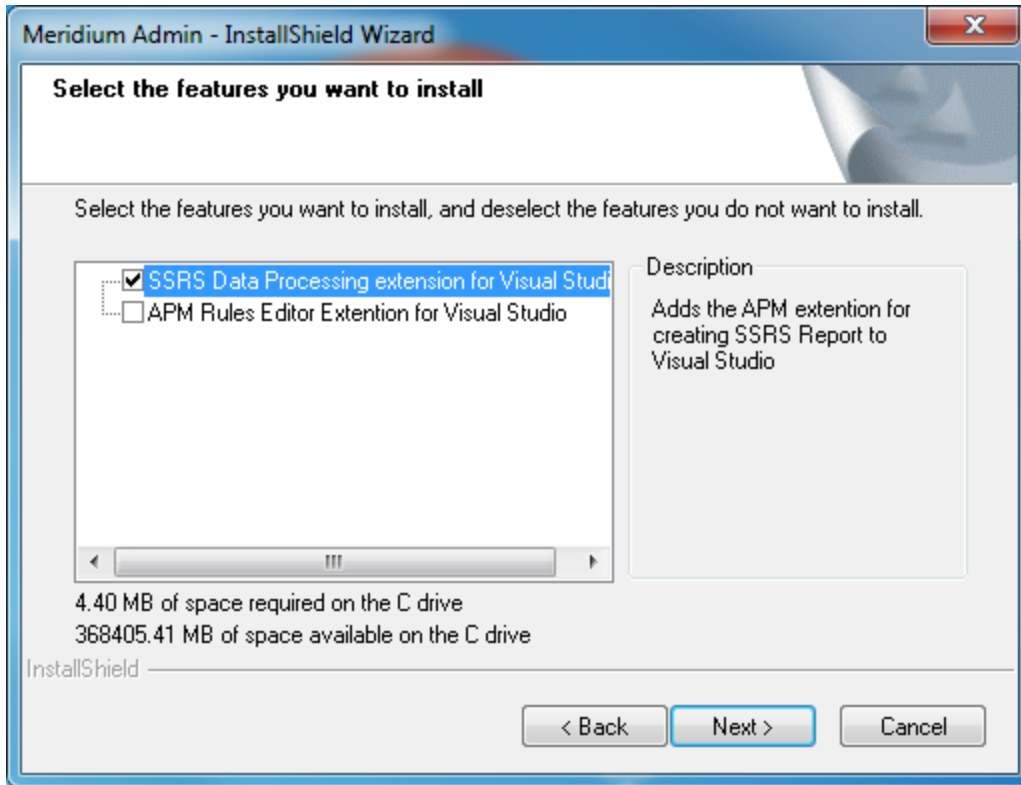 Meridium Admin - InstallShield Wizard
Select the features you want to install
Select the features you want to install, and deselect the features you do not want to install.
SSRS Data Processing extension for Visual Studi
APM Rules Editor Extention for Visual Studio
Description
Adds the APM extention for
creating SSRS Report to
Visual Studio
4.40 MB of space required on the C drive
368405.41 MB of space available on the C drive
InstallShield
< Back
Next >
Cancel